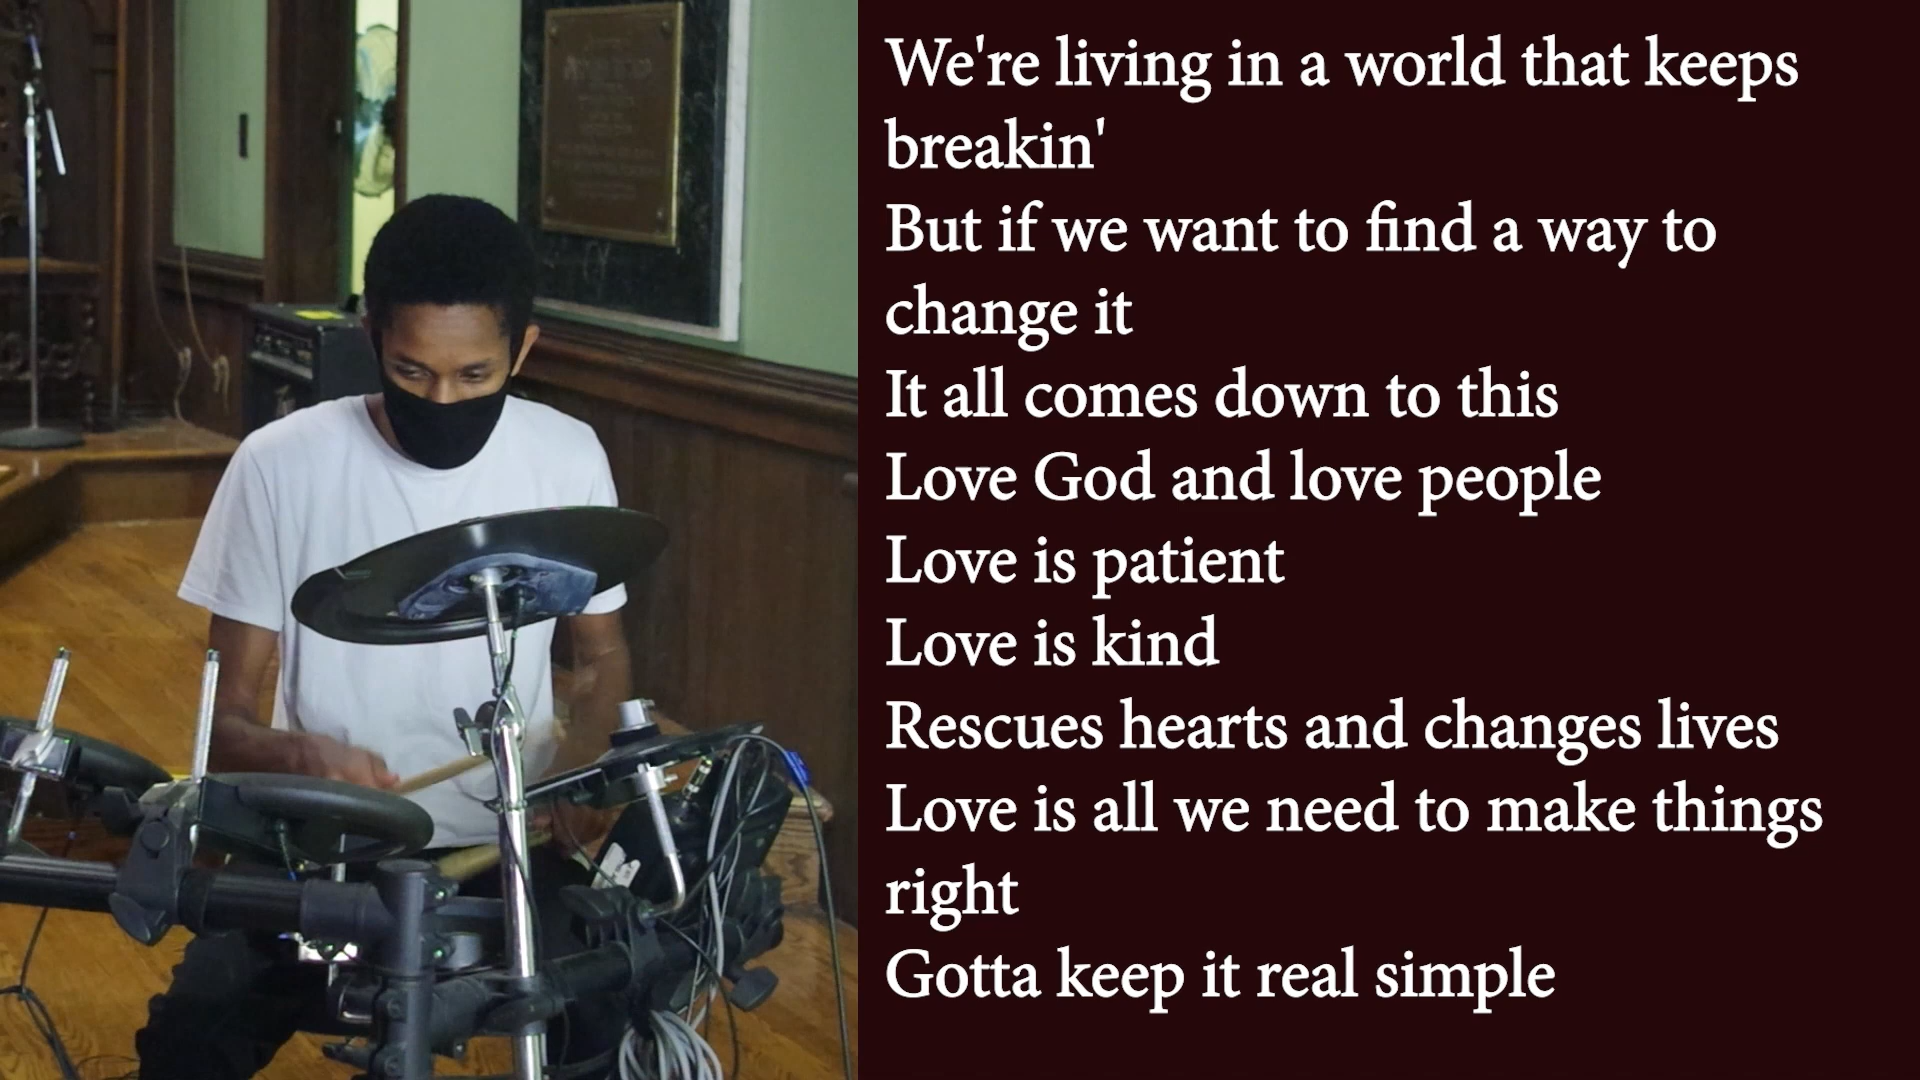 We're living in a world that keeps
breakin'
But if we want to find a way to
change it
It all comes down to this
Love God and love people
Love is patient
Love is kind
Rescues hearts and changes lives
Love is all we need to make things
right
Gotta keep it real simple